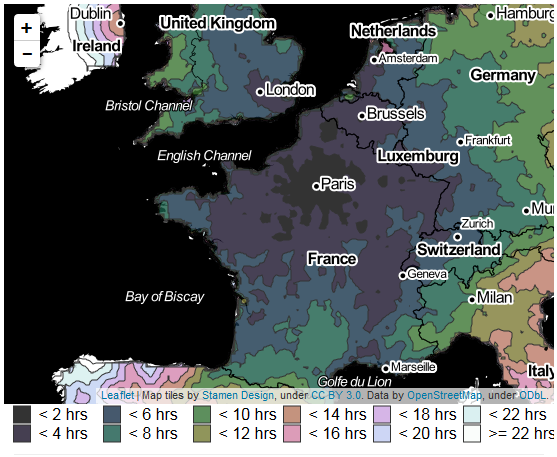 +
−
Dublin
United Kingdom
Hamburg
Ireland
Netherlands
Amsterdam
Germany
London
Bristol Channel
Brussels
Frankfurt
English Channel
Luxemburg
Paris
Mun
Zurich
France
Switzerland
Geneva
Bay of Biscay
Milan
Marseille
Italy
Golfe du Lion
Leaflet | Map tiles by Stamen Design, under CC BY 3.0. Data by OpenStreetMap, under ODbL.
< 2 hrs < 6 hrs < 10 hrs < 14 hrs < 18 hrs < 22 hrs
< 4 hrs < 8 hrs < 12 hrs < 16 hrs < 20 hrs >= 22 hrs